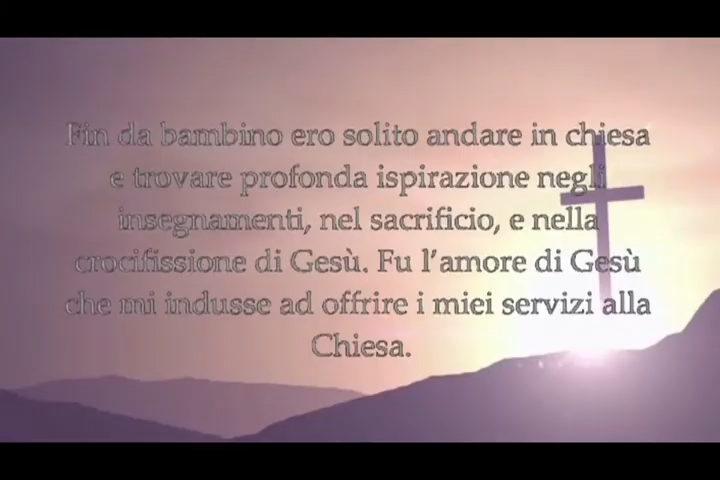 Fin da bambino ero solito andare in chiesa
e trovare profonda ispirazione negli
insegnamenti, nel sacrificio, e nella
crocifissione di Gesù. Fu l'amore di Gesù
che mi indusse ad offrire i miei servizi alla
Chiesa.